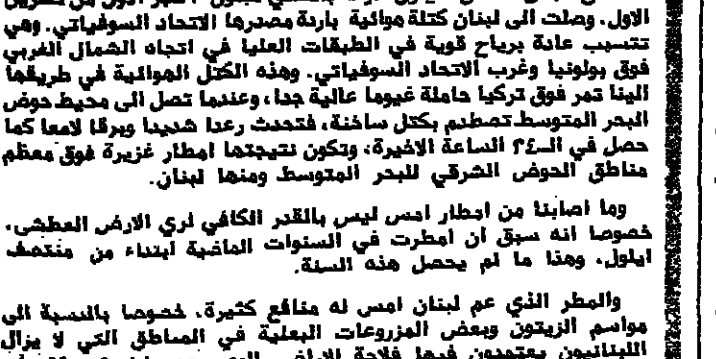 الاول. وصلت الى لبنان كتلة هوائية باردة مصدرها الاتحاد السوفياتي. وهي
تتسبب عادة برياح قوية في الطبقات العليا في اتجاه الشمال الغربي
فوق بولونيا وغرب الاتحاد السوفياتي. وهذه الكتل الهوائية في طريقها
الينا تمر فوق تركيا حاملة غيوما عالية جدا، وعندما تصل الى محيط حوض
البحر المتوسط تصطدم بكتل ساخنة، فتحدث رعدا شديدا وبرقا لامعا كما
حصل في الـ٢٤ الساعة الاخيرة، وتكون نتيجتها امطار غزيرة فوق معظم
مناطق الحوض الشرقي للبحر المتوسط ومنها لبنان.
وما اصابنا من امطار امس ليس بالقدر الكافي لري الارض العطشى،
خصوصا انه سبق ان امطرت في السنوات الماضية ابتداء من منتصف
ايلول، وهذا ما لم يحصل هذه السنة.
والمطر الذي عم لبنان امس له منافع كثيرة، خصوصا بالنسبة الى
مواسم الزيتون وبعض المزروعات البعلية في المناطق التي لا يزال
اللبنانيون يعتمدون فيها فلاحة